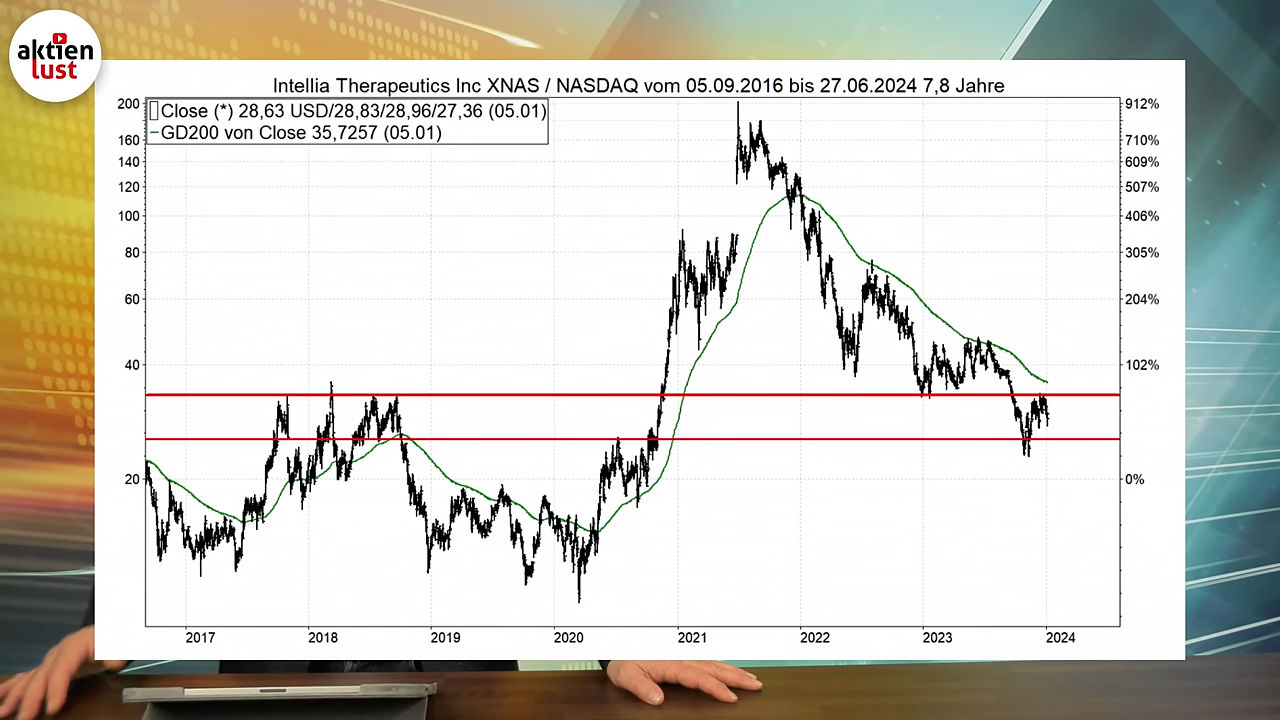 aktien
lust
Intellia Therapeutics Inc XNAS / NASDAQ vom 05.09.2016 bis 27.06.2024 7,8 Jahre
Close (*) 28,63 USD/28,83/28,96/27,36 (05.01)
GD200 von Close 35,7257 (05.01)
200 912%
160 710%
140 609%
120 507%
100 406%
80 305%
60 204%
40 102%
20 0%
2017 2018 2019 2020 2021 2022 2023 2024